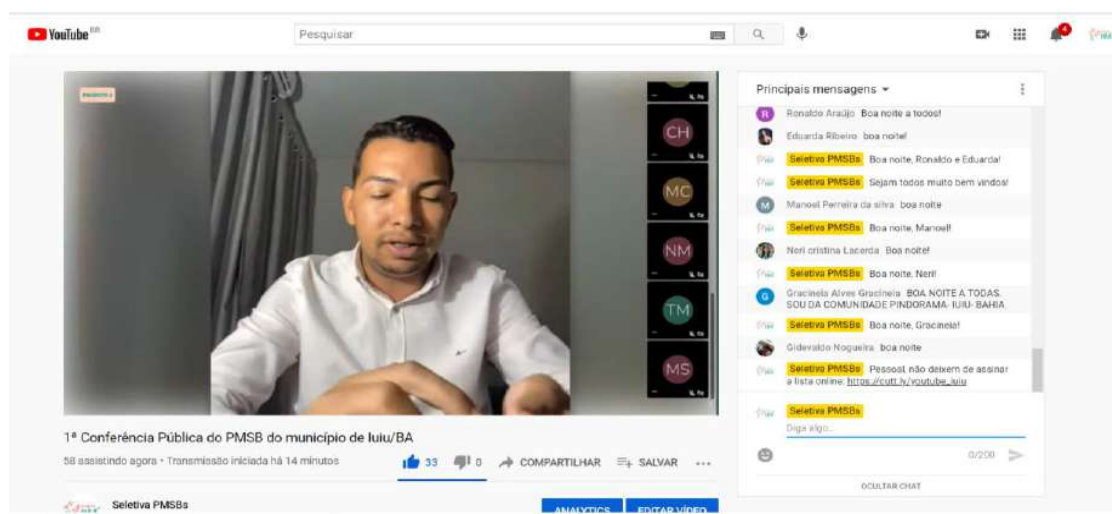 YouTube BR
Pesquisar
4
CH
MC
NM
TM
MS
1ª Conferência Pública do PMSB do município de Iuiu/BA
58 assistindo agora • Transmissão iniciada há 14 minutos
33
0
COMPARTILHAR
SALVAR
Seletiva PMSBs
ANALYTICS
EDITAR VÍDEO
Principais mensagens
R
Ronaldo Araújo Boa noite a todos!
Eduarda Ribeiro boa noite!
Seletiva PMSBs Boa noite, Ronaldo e Eduarda!
Seletiva PMSBs Sejam todos muito bem vindos!
M
Manoel Perreira da silva boa noite
Seletiva PMSBs Boa noite, Manoel!
Neri cristina Lacerda Boa noite!
Seletiva PMSBs Boa noite, Neri!
G
Gracinela Alves Gracinela BOA NOITE A TODAS.
SOU DA COMUNIDADE PINDORAMA- IUIU- BAHIA
Seletiva PMSBs Boa noite, Gracineia!
Gidevaldo Nogueira boa noite
Seletiva PMSBs Pessoal, não deixem de assinar
a lista online: https://cutt.ly/youtube_iuiu
Seletiva PMSBs
Diga algo...
0/200
OCULTAR CHAT